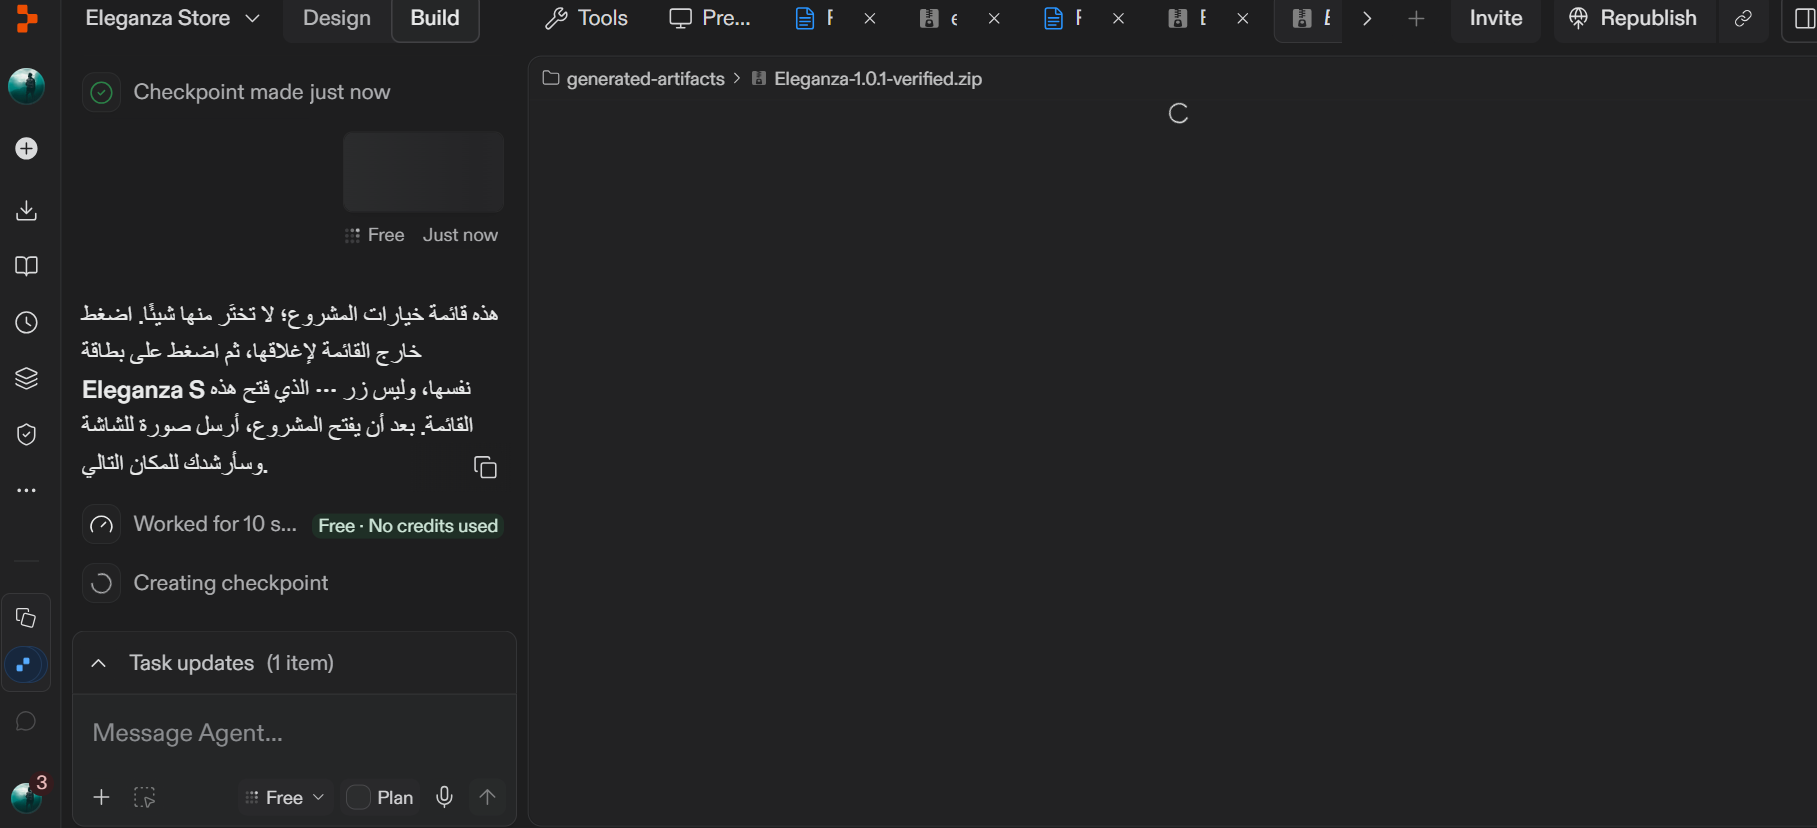 Eleganza Store
Design
Build
Tools
Pre...
Invite
Republish
generated-artifacts > Eleganza-1.0.1-verified.zip
Checkpoint made just now
Free Just now
هذه قائمة خيارات المشروع؛ لا تختَر منها شيئًا. اضغط
خارج القائمة لإغلاقها، ثم اضغط على بطاقة
Eleganza S نفسها، وليس زر ··· الذي فتح هذه
القائمة. بعد أن يفتح المشروع، أرسل صورة للشاشة
وسأرشدك للمكان التالي.
Worked for 10 s... Free · No credits used
Creating checkpoint
Task updates (1 item)
Message Agent...
Free
Plan
3